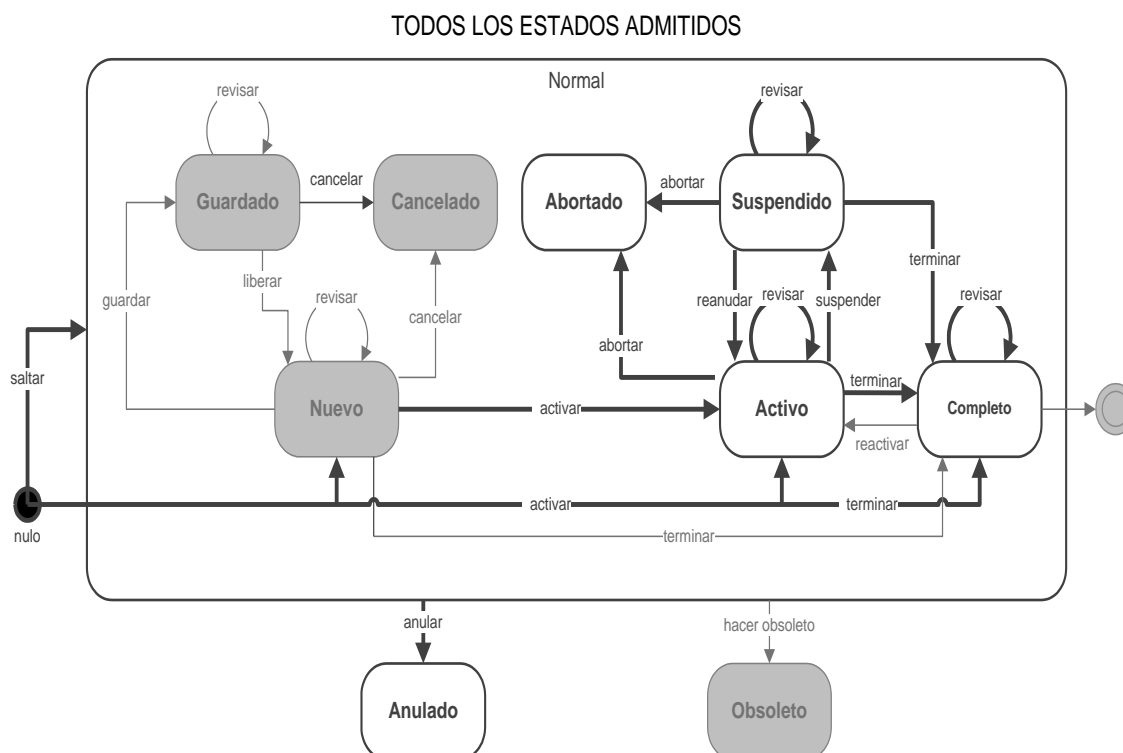 TODOS LOS ESTADOS ADMITIDOS
Normal
revisar
revisar
cancelar
abortar
Guardado
Cancelado
Abortado
Suspendido
terminar
liberar
guardar
revisar
cancelar
reanudar
revisar
suspender
revisar
abortar
saltar
terminar
Nuevo
activar
Activo
Completo
reactivar
activar
terminar
nulo
terminar
anular
hacer obsoleto
Anulado
Obsoleto